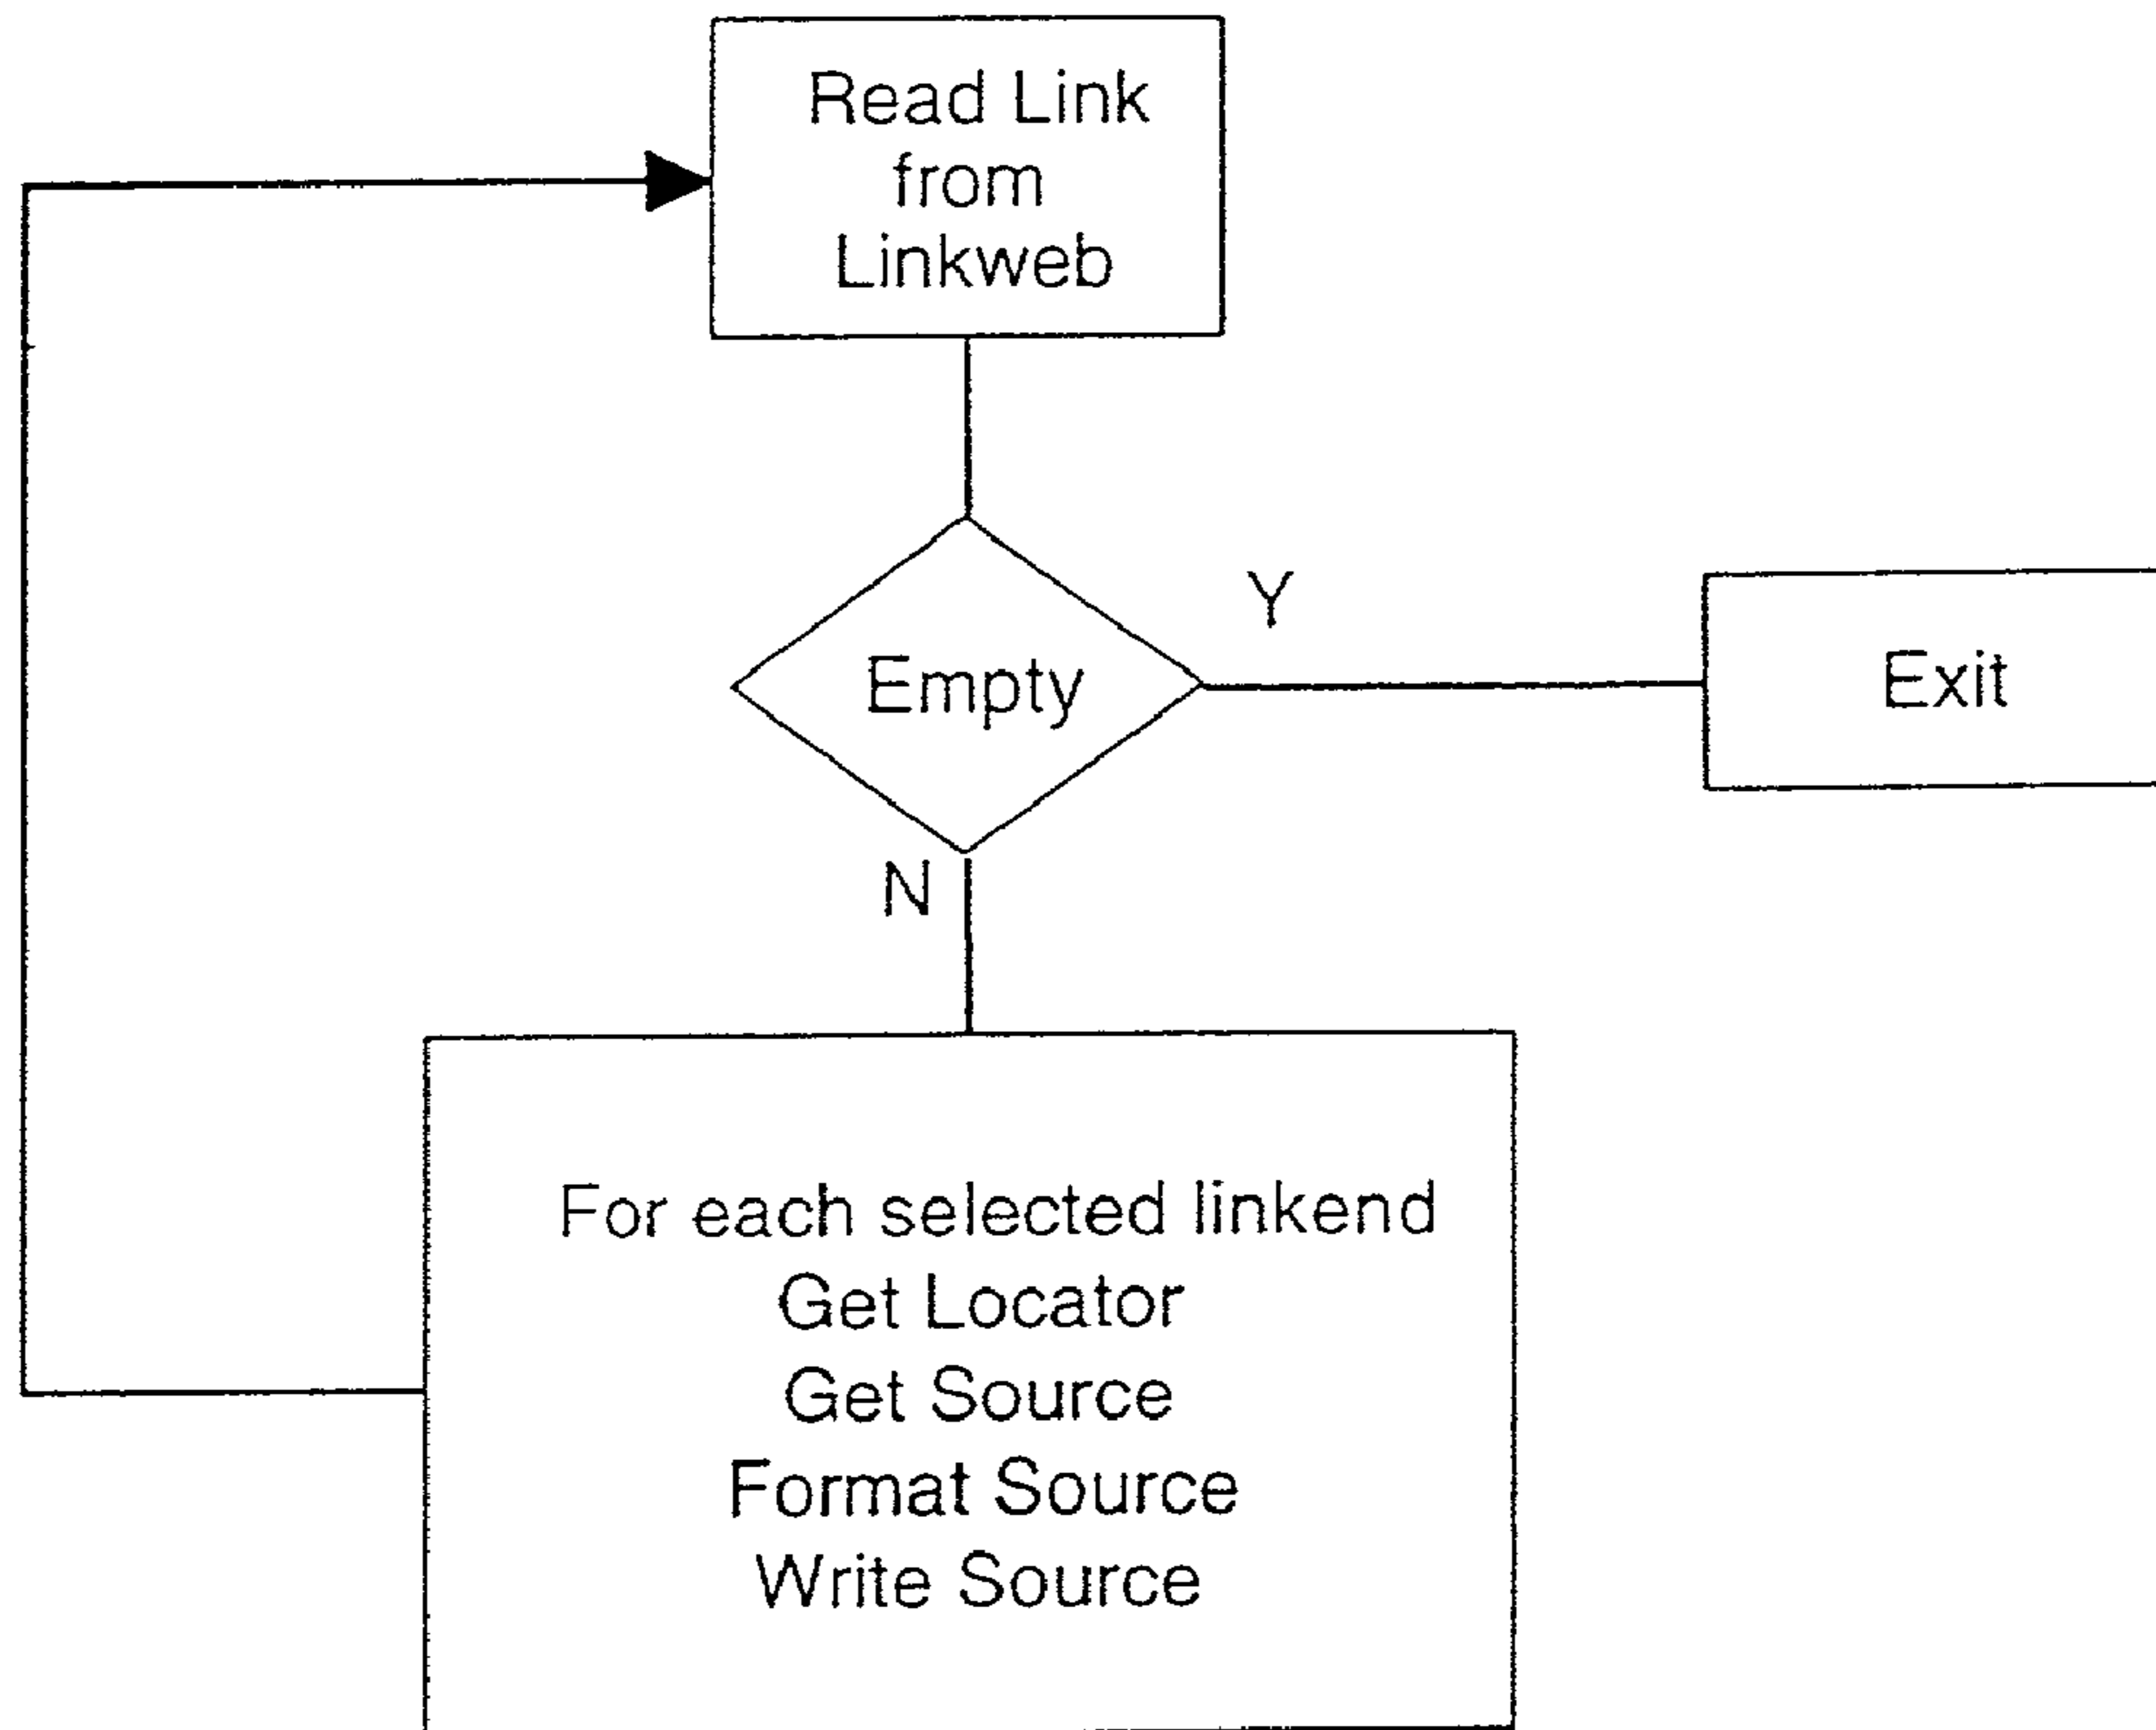 Read Link
from
Linkweb
Y
Empty
Exit
N
For each selected linkend
Get Locator
Get Source
Format Source
Write Source